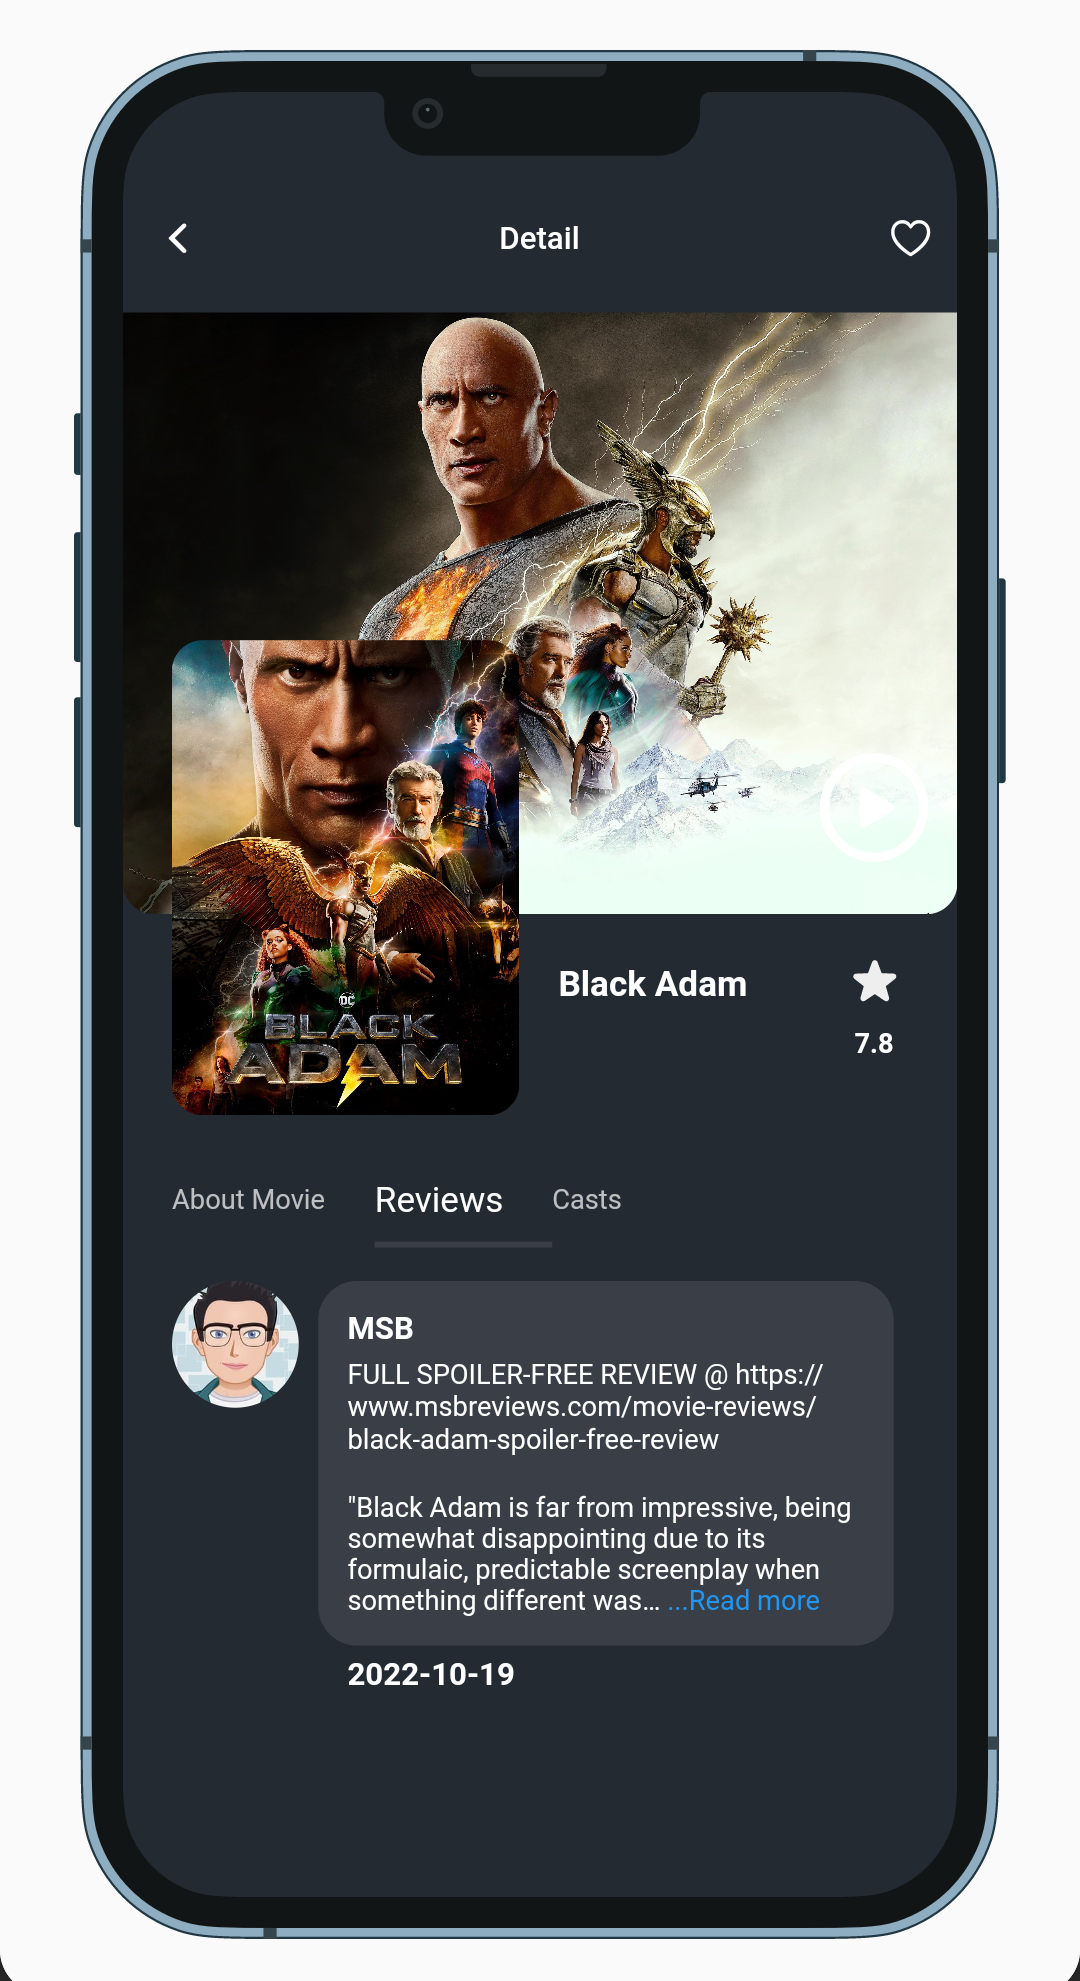 Detail
DC
BLACK
ADAM
Black Adam
7.8
About Movie Reviews Casts
MSB
FULL SPOILER-FREE REVIEW @ https://
www.msbreviews.com/movie-reviews/
black-adam-spoiler-free-review
"Black Adam is far from impressive, being
somewhat disappointing due to its
formulaic, predictable screenplay when
something different was… ...Read more
2022-10-19